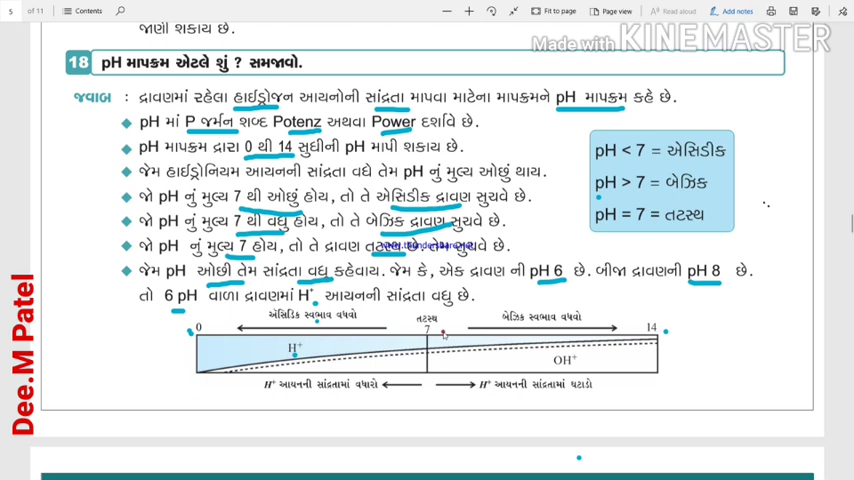 5 of 11
Fit to page
Page view
Read aloud
Add notes
Contents
Made with KINEMASTER
જાણી શકાય છે.
18 pH માપક્રમ એટલે શું ? સમજાવો.
જવાબ : દ્રાવણમાં રહેલા હાઈડ્રોજન આયનોની સાંદ્રતા માપવા માટેના માપક્રમને pH માપક્રમ કહે છે.
pH માં P જર્મન શબ્દ Potenz અથવા Power દર્શાવે છે.
pH માપક્રમ દ્વારા 0 થી 14 સુધીની pH માપી શકાય છે.
જેમ હાઈડ્રોનિયમ આયનની સાંદ્રતા વધે તેમ pH નું મુલ્ય ઓછું થાય.
જો pH નું મુલ્ય 7 થી ઓછું હોય, તો તે એસિડીક દ્રાવણ સુચવે છે.
જો pH નું મુલ્ય 7 થી વધુ હોય, તો તે બેઝિક દ્રાવણ સુચવે છે.
જો pH નું મુલ્ય 7 હોય, તો તે દ્રાવણ તટસ્થ છે. તેમ સુચવે છે.
જેમ pH ઓછી તેમ સાંદ્રતા વધુ કહેવાય. જેમ કે, એક દ્રાવણ ની pH 6 છે. બીજા દ્રાવણની pH 8 છે.
તો 6 pH વાળા દ્રાવણમાં H⁺ આયનની સાંદ્રતા વધુ છે.
pH < 7 = એસિડીક
pH > 7 = બેઝિક
pH = 7 = તટસ્થ
એસિડિક સ્વભાવ વધવો
તટસ્થ
બેઝિક સ્વભાવ વધવો
0
7
14
H⁺
OH⁺
H⁺ આયનની સાંદ્રતામાં વધારો
H⁺ આયનની સાંદ્રતામાં ઘટાડો
Dee.M Patel